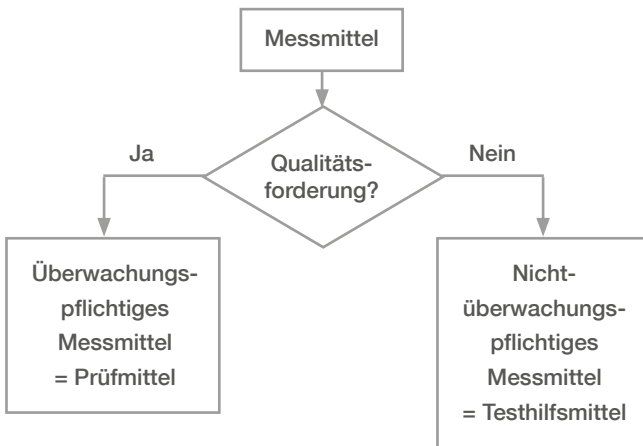 Messmittel
Ja
Qualitäts-
forderung?
Nein
Überwachungs-
pflichtiges
Messmittel
= Prüfmittel
Nicht-
überwachungs-
pflichtiges
Messmittel
= Testhilfsmittel